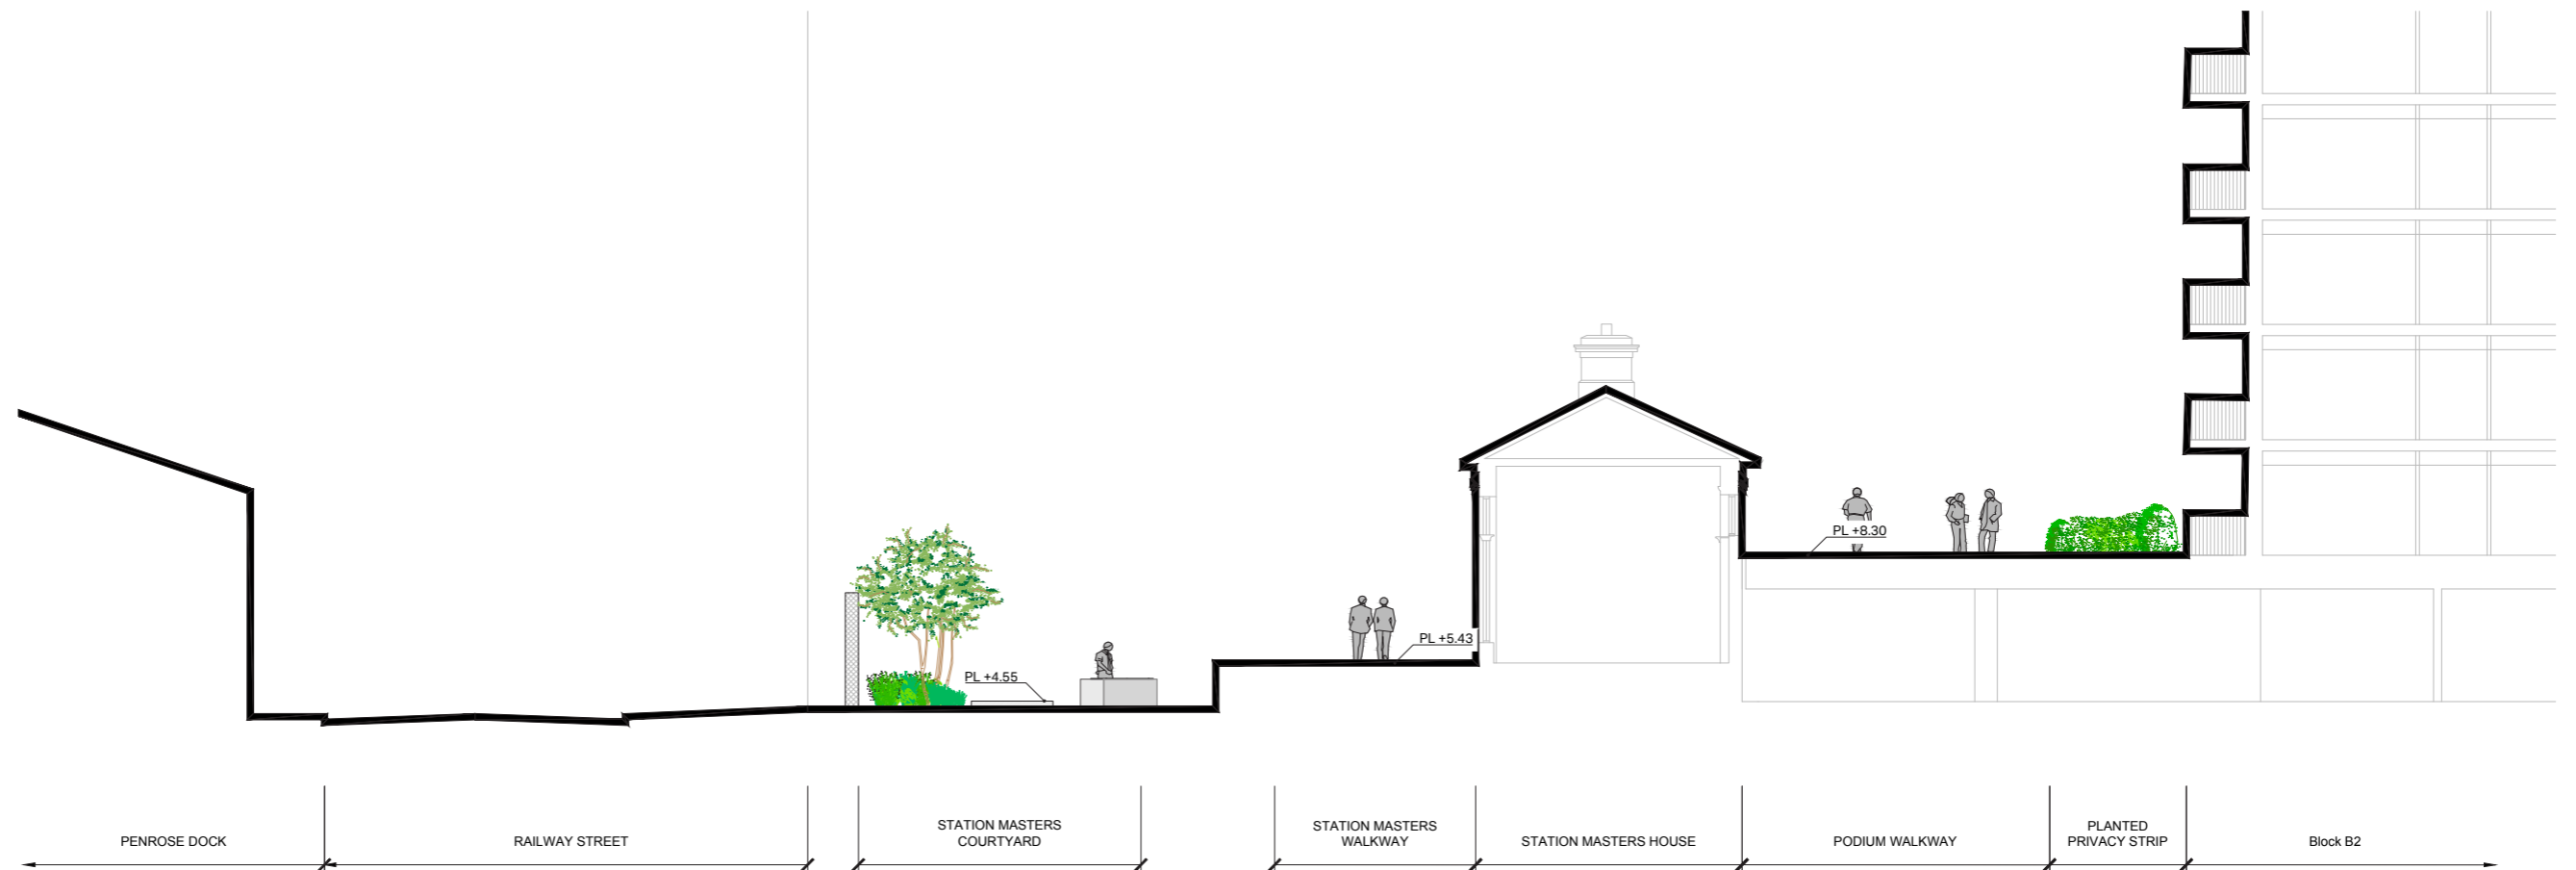 PL +8.30
PL +5.43
PL +4.55
PENROSE DOCK
RAILWAY STREET
STATION MASTERS
COURTYARD
STATION MASTERS
WALKWAY
STATION MASTERS HOUSE
PODIUM WALKWAY
PLANTED
PRIVACY STRIP
Block B2